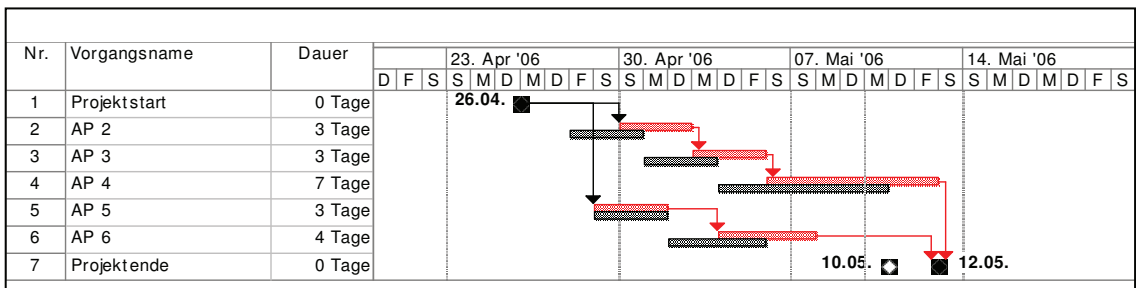 Nr. Vorgangsname Dauer 23. Apr '06 30. Apr '06 07. Mai '06 14. Mai '06
D F S S M D M D F S S M D M D F S S M D M D F S S M D M D F S
1 Projektstart 0 Tage 26.04.
2 AP 2 3 Tage
3 AP 3 3 Tage
4 AP 4 7 Tage
5 AP 5 3 Tage
6 AP 6 4 Tage
7 Projektende 0 Tage 10.05. 12.05.